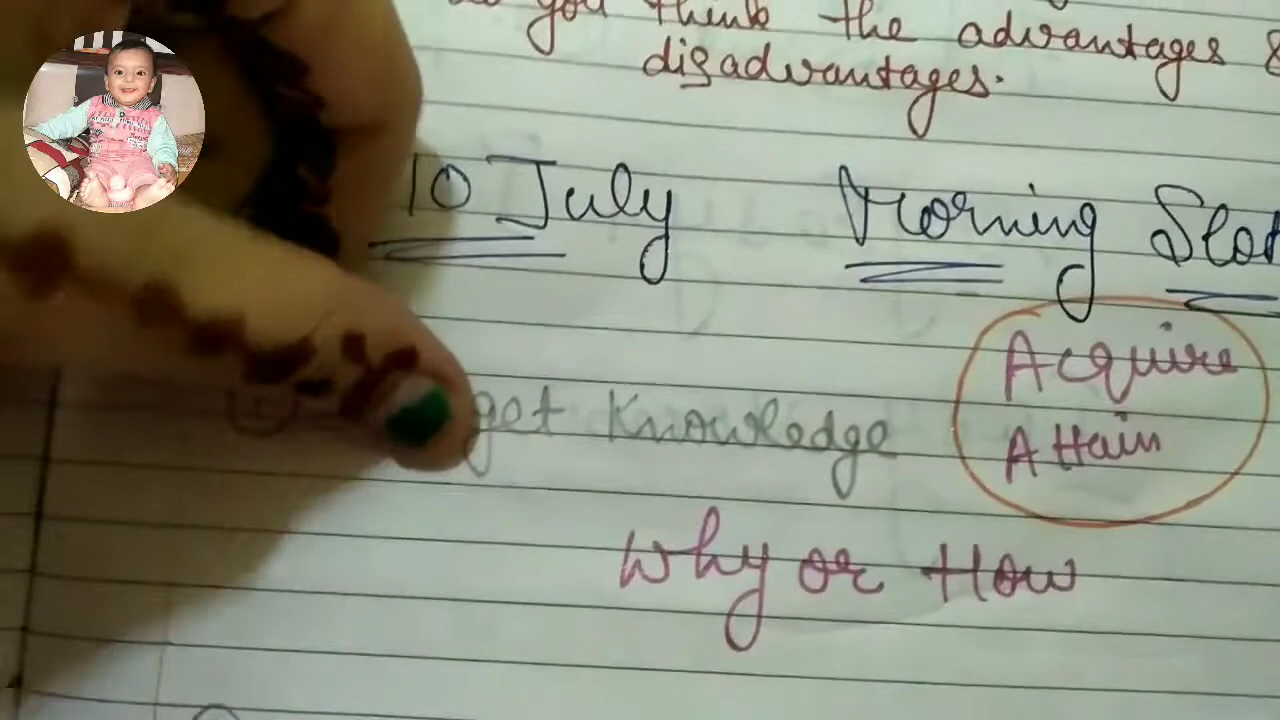 you think the advantages &
disadvantages.
10 July Morning Slot
get Knowledge
Acquire
Attain
Why or How